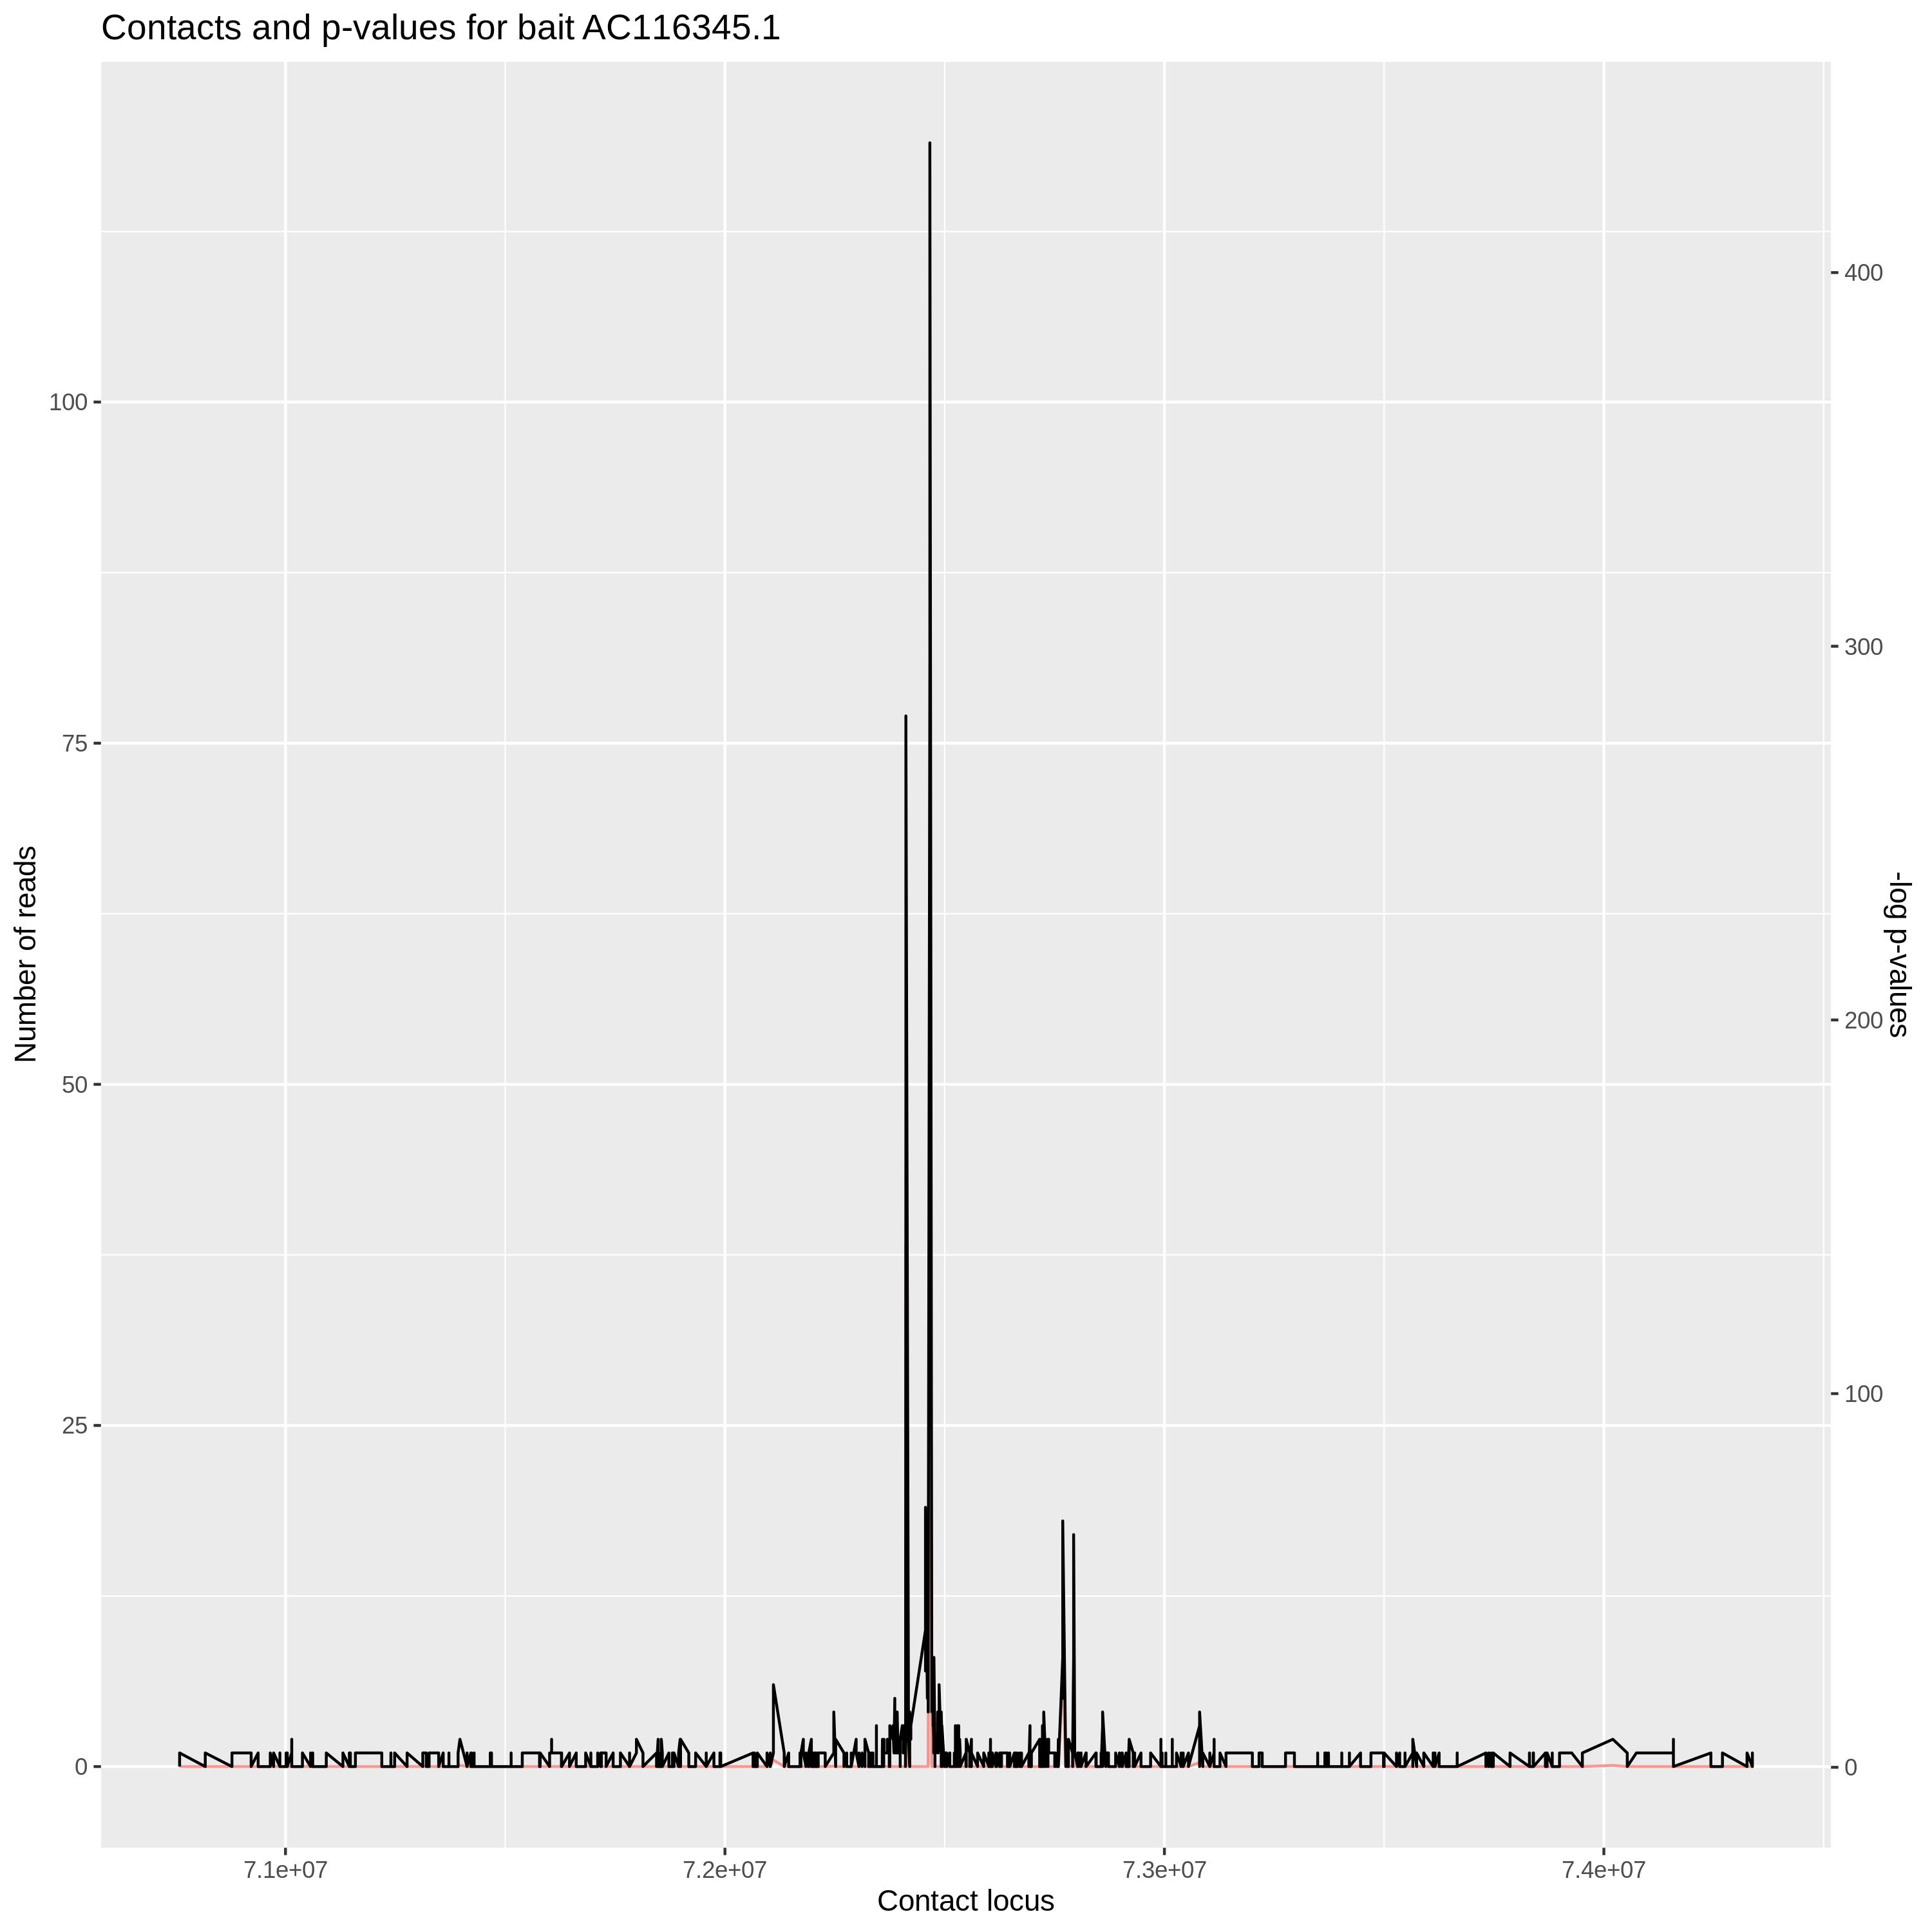 Contacts and p-values for bait AC116345.1
400
100
300
75
Number of reads
-log p-values
200
50
100
25
0
0
7.1e+07
7.2e+07
7.3e+07
7.4e+07
Contact locus